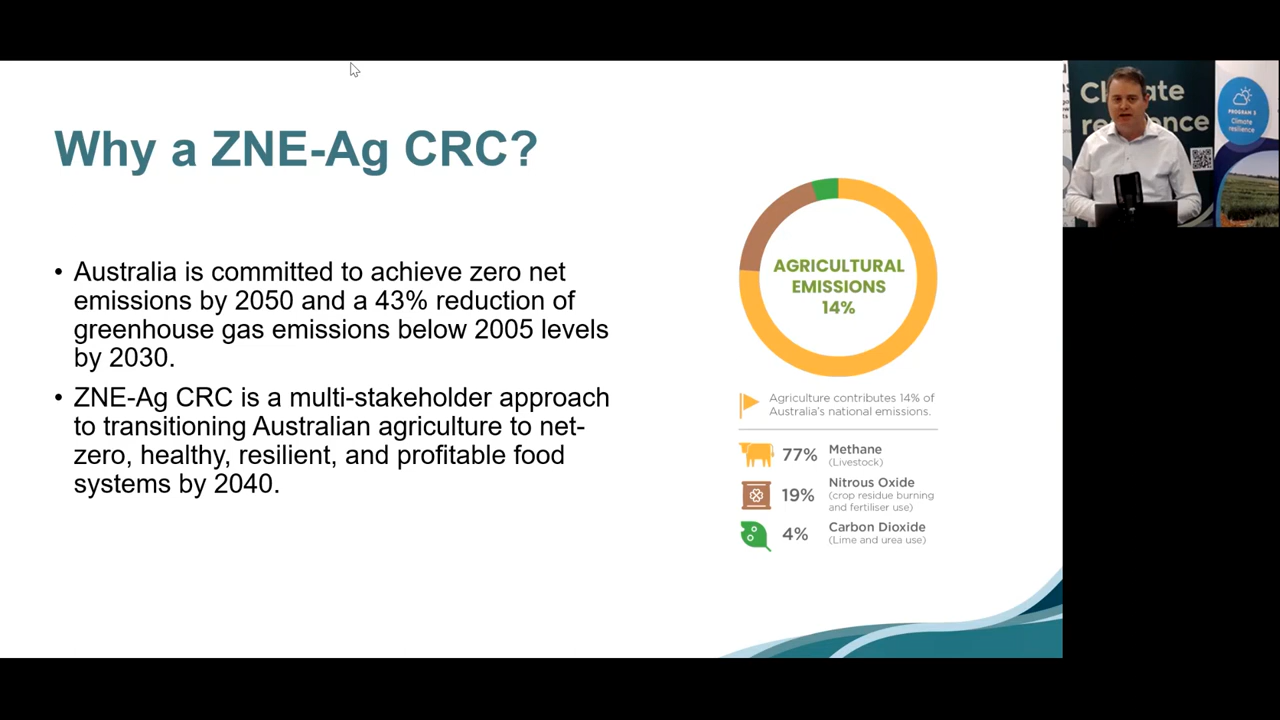 Why a ZNE-Ag CRC?
• Australia is committed to achieve zero net
emissions by 2050 and a 43% reduction of
greenhouse gas emissions below 2005 levels
by 2030.
• ZNE-Ag CRC is a multi-stakeholder approach
to transitioning Australian agriculture to net-
zero, healthy, resilient, and profitable food
systems by 2040.
AGRICULTURAL
EMISSIONS
14%
Agriculture contributes 14% of
Australia's national emissions.
77% Methane
(Livestock)
19% Nitrous Oxide
(crop residue burning
and fertiliser use)
4% Carbon Dioxide
(Lime and urea use)
PROGRAM 3
Climate
resilience